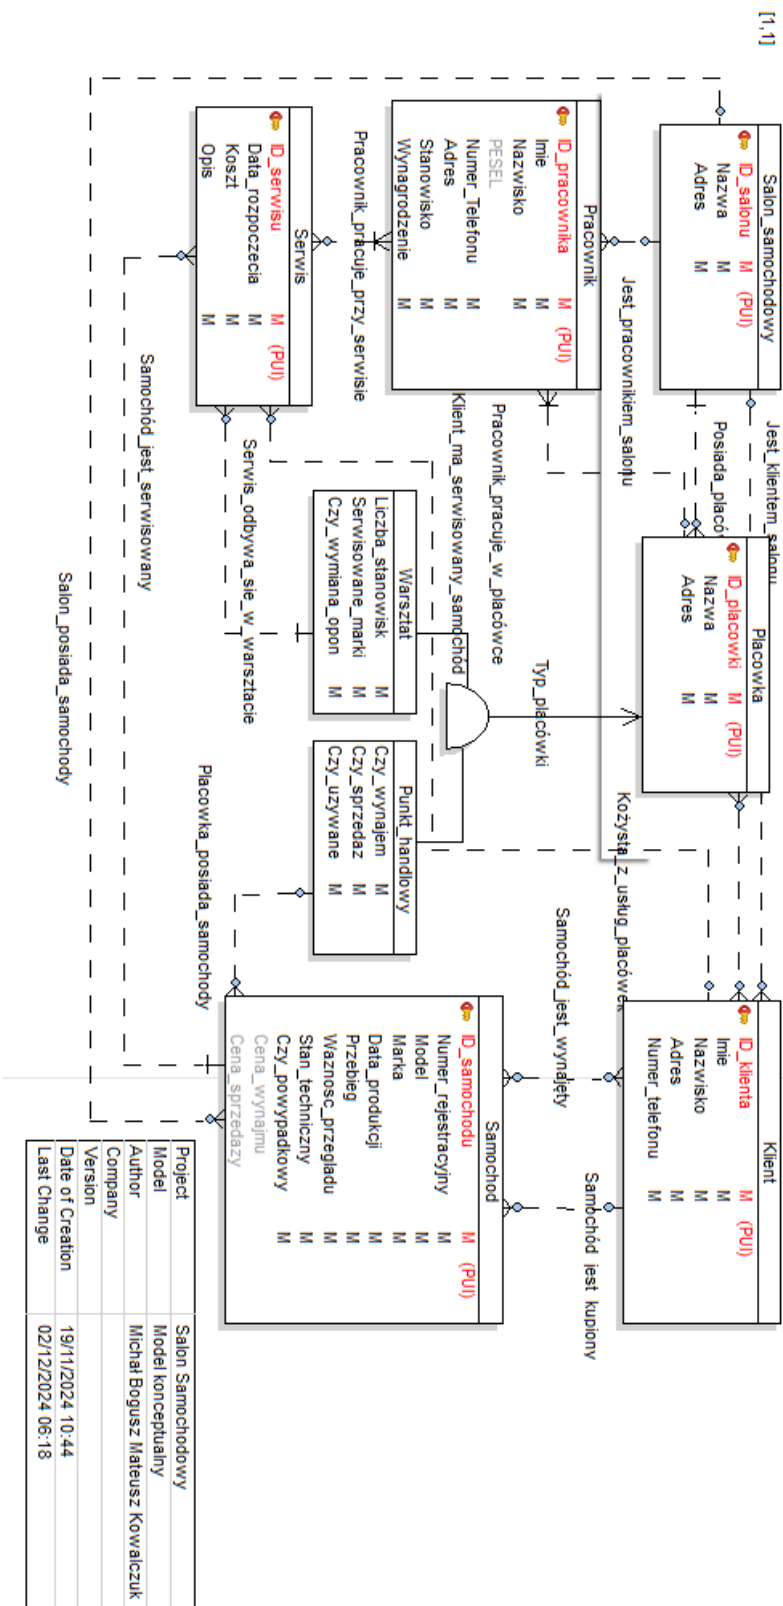 [1,1]
Salon_samochodowy
ID_salonu M (PUI)
Nazwa M
Adres M
Jest_klientem_salonu
Posiada_placów
Placowka
ID_placowki M (PUI)
Nazwa M
Adres M
Klient
ID_klienta M (PUI)
Imie M
Nazwisko M
Adres M
Numer_telefonu M
Jest_pracownikiem_salonu
Kożysta_z_usług_placówek
Samochód_jest_kupiony
Pracownik
ID_pracownika M (PUI)
Imie M
Nazwisko M
PESEL
Numer_Telefonu M
Adres M
Stanowisko M
Wynagrodzenie M
Pracownik_pracuje_w_placówce
Typ_placówki
Samochód_jest_wynajęty
Klient_ma_serwisowany_samochód
Pracownik_pracuje_przy_serwisie
Warsztat
Liczba_stanowisk M
Serwisowane_marki M
Czy_wymiana_opon M
Punkt_handlowy
Czy_wynajem M
Czy_sprzedaz M
Czy_uzywane M
Samochod
ID_samochodu M (PUI)
Numer_rejestracyjny M
Model M
Marka M
Data_produkcji M
Przebieg M
Waznosc_przegladu M
Stan_techniczny M
Czy_powypadkowy M
Cena_wynajmu
Cena_sprzedazy
Serwis
ID_serwisu M (PUI)
Data_rozpoczecia M
Koszt M
Opis M
Serwis_odbywa_sie_w_warsztacie
Placowka_posiada_samochody
Samochód_jest_serwisowany
Salon_posiada_samochody
Project Salon Samochodowy
Model Model konceptualny
Author Michał Bogusz Mateusz Kowalczuk
Company
Version
Date of Creation 19/11/2024 10:44
Last Change 02/12/2024 06:18